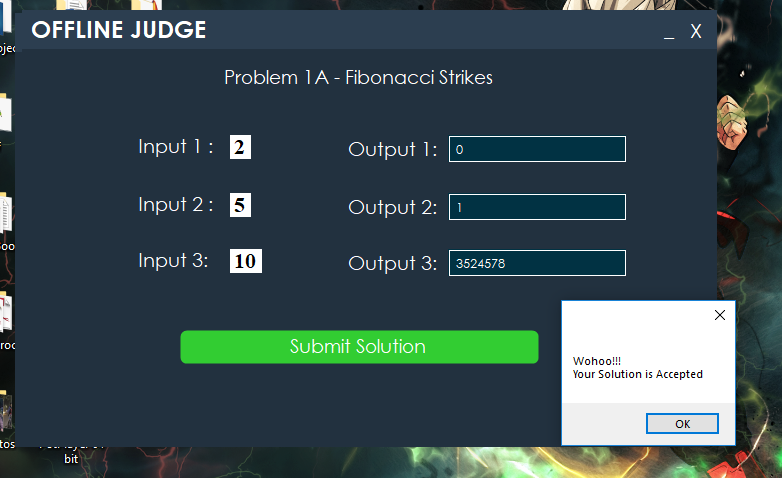 OFFLINE JUDGE
_ X
Problem 1A - Fibonacci Strikes
Input 1 : 2 Output 1: 0
Input 2 : 5 Output 2: 1
Input 3: 10 Output 3: 3524578
Submit Solution
Wohoo!!!
Your Solution is Accepted
OK
bit